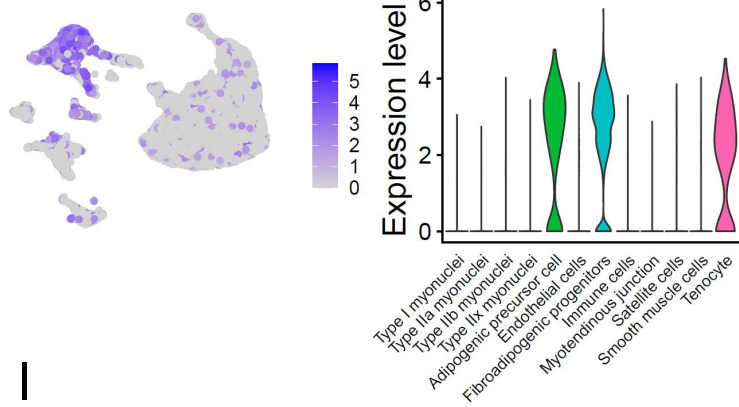 5
4
3
2
1
0
Expression level
6
4
2
0
Type I myonuclei
Type IIa myonuclei
Type IIb myonuclei
Type IIx myonuclei
Adipogenic precursor cell
Endothelial cells
Fibroadipogenic progenitors
Immune cells
Myotendinous junction
Satellite cells
Smooth muscle cells
Tenocyte